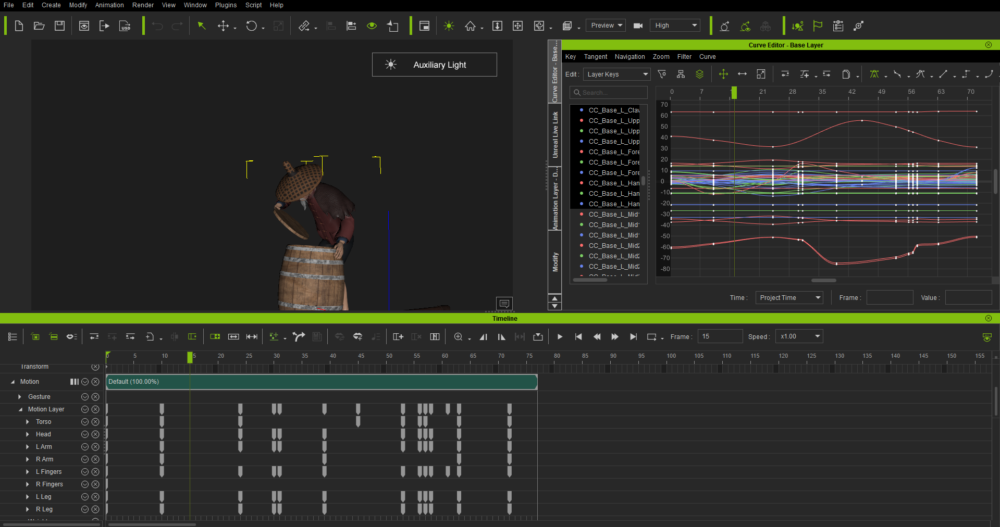 File Edit Create Modify Animation Render View Window Plugins Script Help
USD
Preview
High
Auxiliary Light
Curve Editor - Base...
Unreal Live Link
Animation Layer - D...
Modify
Curve Editor - Base Layer
Key Tangent Navigation Zoom Filter Curve
Edit : Layer Keys
Search...
CC_Base_L_Clav
CC_Base_L_Upp
CC_Base_L_Upp
CC_Base_L_Upp
CC_Base_L_Fore
CC_Base_L_Fore
CC_Base_L_Fore
CC_Base_L_Han
CC_Base_L_Han
CC_Base_L_Han
CC_Base_L_Mid1
CC_Base_L_Mid1
CC_Base_L_Mid1
CC_Base_L_Mid2
CC_Base_L_Mid2
CC_Base_L_Mid2
0 7 21 28 35 42 49 56 63 70
70
60
50
40
30
20
10
0
-10
-20
-30
-40
-50
-60
-70
-80
Time : Project Time Frame : Value :
Timeline
Frame : 15 Speed : x1.00
0 5 10 5 20 25 30 35 40 45 50 55 60 65 70 75 80 85 90 95 100 105 110 115 120 125 130 135 140 145 150 155
Transform
Motion
Default (100.00%)
Gesture
Motion Layer
Torso
Head
L Arm
R Arm
L Fingers
R Fingers
L Leg
R Leg